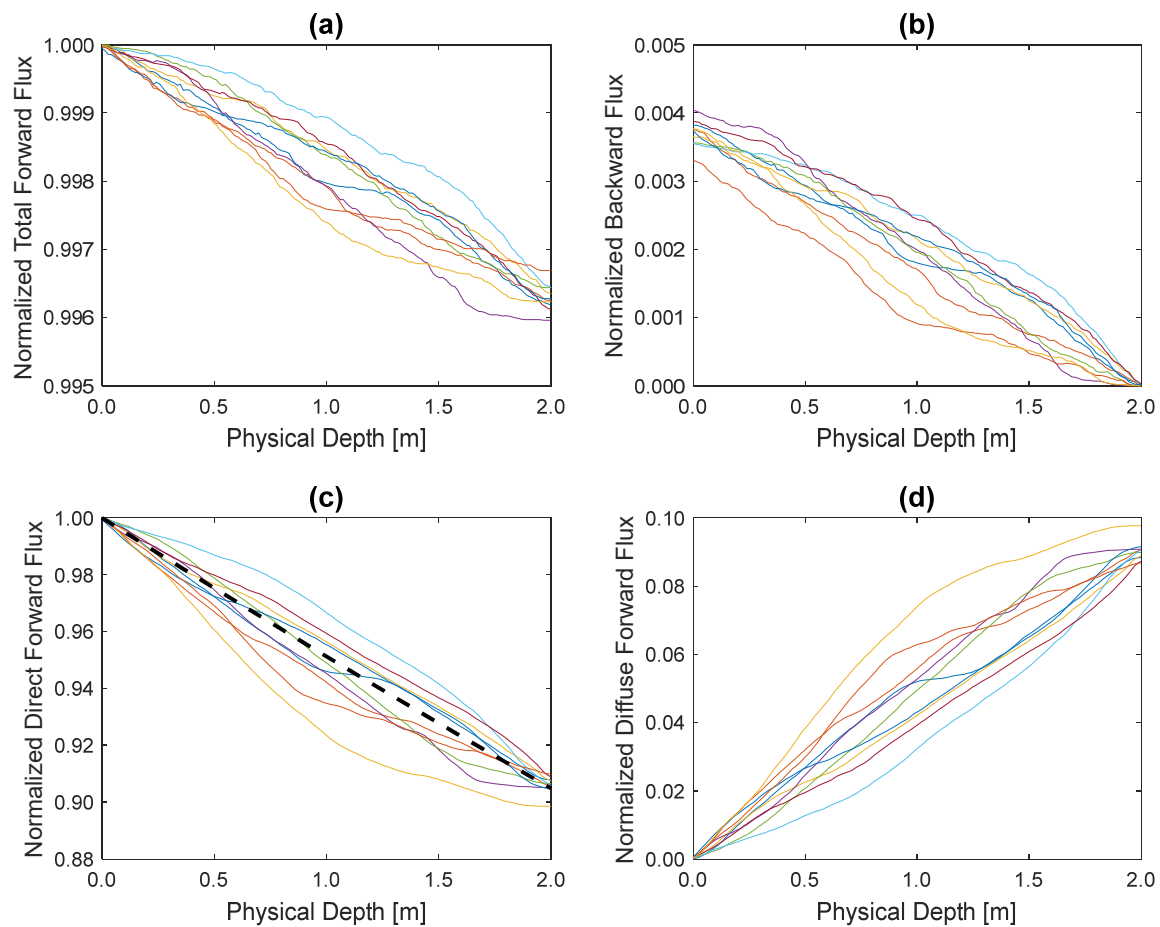 (a)
Normalized Total Forward Flux
1.000
0.999
0.998
0.997
0.996
0.995
0.0 0.5 1.0 1.5 2.0
Physical Depth [m]
(b)
Normalized Backward Flux
0.005
0.004
0.003
0.002
0.001
0.000
0.0 0.5 1.0 1.5 2.0
Physical Depth [m]
(c)
Normalized Direct Forward Flux
1.00
0.98
0.96
0.94
0.92
0.90
0.88
0.0 0.5 1.0 1.5 2.0
Physical Depth [m]
(d)
Normalized Diffuse Forward Flux
0.10
0.08
0.06
0.04
0.02
0.00
0.0 0.5 1.0 1.5 2.0
Physical Depth [m]